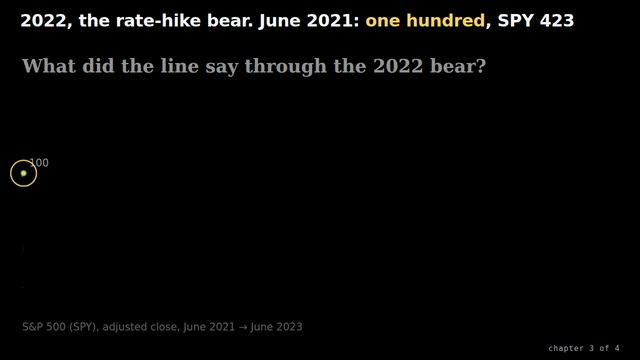 2022, the rate-hike bear. June 2021: one hundred, SPY 423
What did the line say through the 2022 bear?
100
S&P 500 (SPY), adjusted close, June 2021 → June 2023
chapter 3 of 4